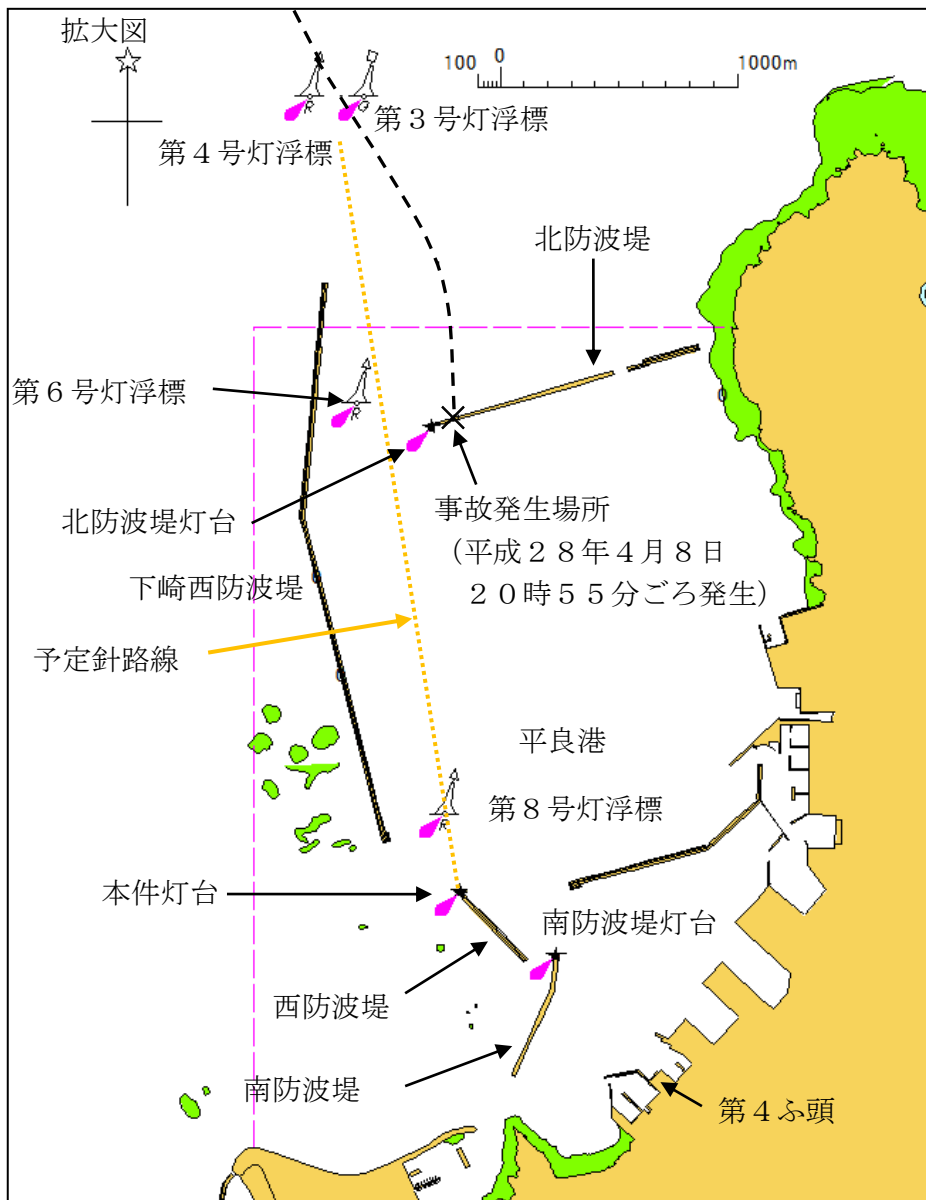 拡大図
100 0 1000m
R
G
第３号灯浮標
第４号灯浮標
北防波堤
第６号灯浮標
R
北防波堤灯台
事故発生場所
（平成２８年４月８日
２０時５５分ごろ発生）
下崎西防波堤
予定針路線
平良港
第８号灯浮標
R
本件灯台
南防波堤灯台
西防波堤
南防波堤
第４ふ頭